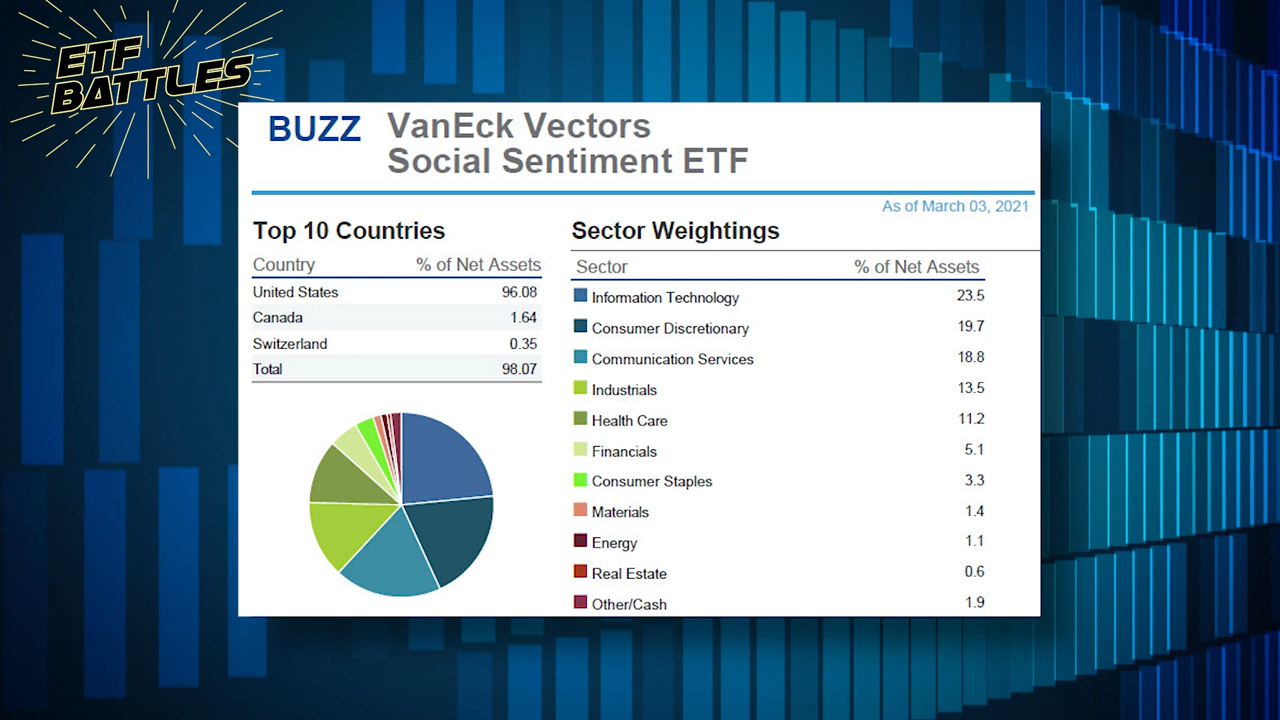 ETF
BATTLES
BUZZ VanEck Vectors
Social Sentiment ETF
As of March 03, 2021
Top 10 Countries
Country % of Net Assets
United States 96.08
Canada 1.64
Switzerland 0.35
Total 98.07
Sector Weightings
Sector % of Net Assets
Information Technology 23.5
Consumer Discretionary 19.7
Communication Services 18.8
Industrials 13.5
Health Care 11.2
Financials 5.1
Consumer Staples 3.3
Materials 1.4
Energy 1.1
Real Estate 0.6
Other/Cash 1.9